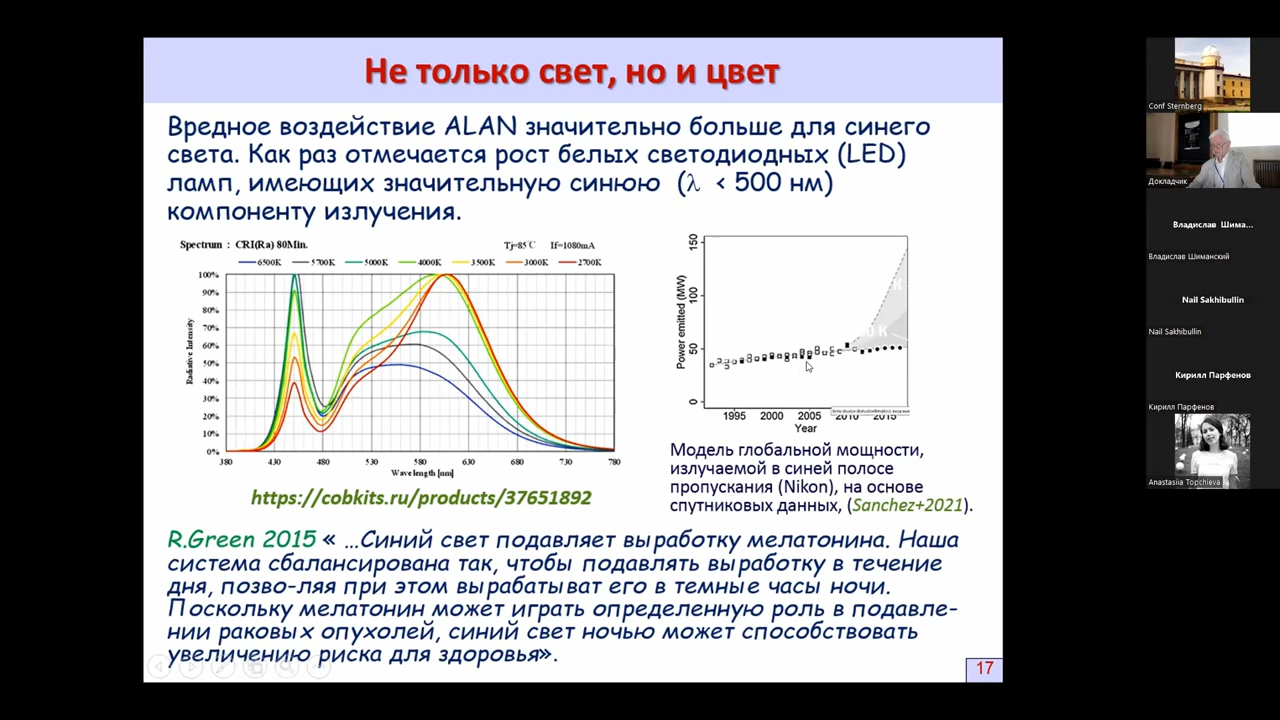 Не только свет, но и цвет
Вредное воздействие ALAN значительно больше для синего
света. Как раз отмечается рост белых светодиодных (LED)
ламп, имеющих значительную синюю (λ < 500 нм)
компоненту излучения.
Spectrum : CRI(Ra) 80Min.
Tj=85℃ If=1080mA
6500K 5700K 5000K 4000K 3500K 3000K 2700K
100%
90%
80%
70%
60%
50%
40%
30%
20%
10%
0%
Radiative Intensity
380 430 480 530 580 630 680 730 780
Wave length [nm]
https://cobkits.ru/products/37651892
150
100
50
0
Power emitted (MW)
K
0 K
1995 2000 2005 2010 2015
Year
Модель глобальной мощности,
излучаемой в синей полосе
пропускания (Nikon), на основе
спутниковых данных, (Sanchez+2021).
R.Green 2015 « …Синий свет подавляет выработку мелатонина. Наша
система сбалансирована так, чтобы подавлять выработку в течение
дня, позво-ляя при этом вырабатыват его в темные часы ночи.
Поскольку мелатонин может играть определенную роль в подавле-
нии раковых опухолей, синий свет ночью может способствовать
увеличению риска для здоровья».
17
Conf Sternberg
Докладчик
Владислав Шима...
Владислав Шиманский
Nail Sakhibullin
Nail Sakhibullin
Кирилл Парфенов
Кирилл Парфенов
Anastasiia Topchieva